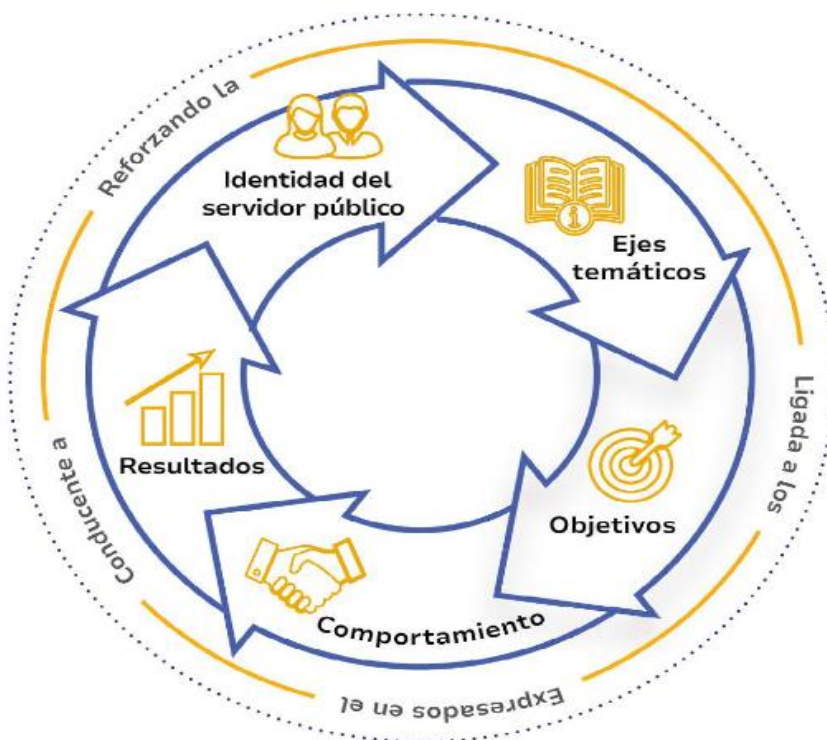 Reforzando la
Identidad del
servidor público
Ejes
temáticos
Ligada a los
Objetivos
Expresados en el
Comportamiento
Conducente a
Resultados
i